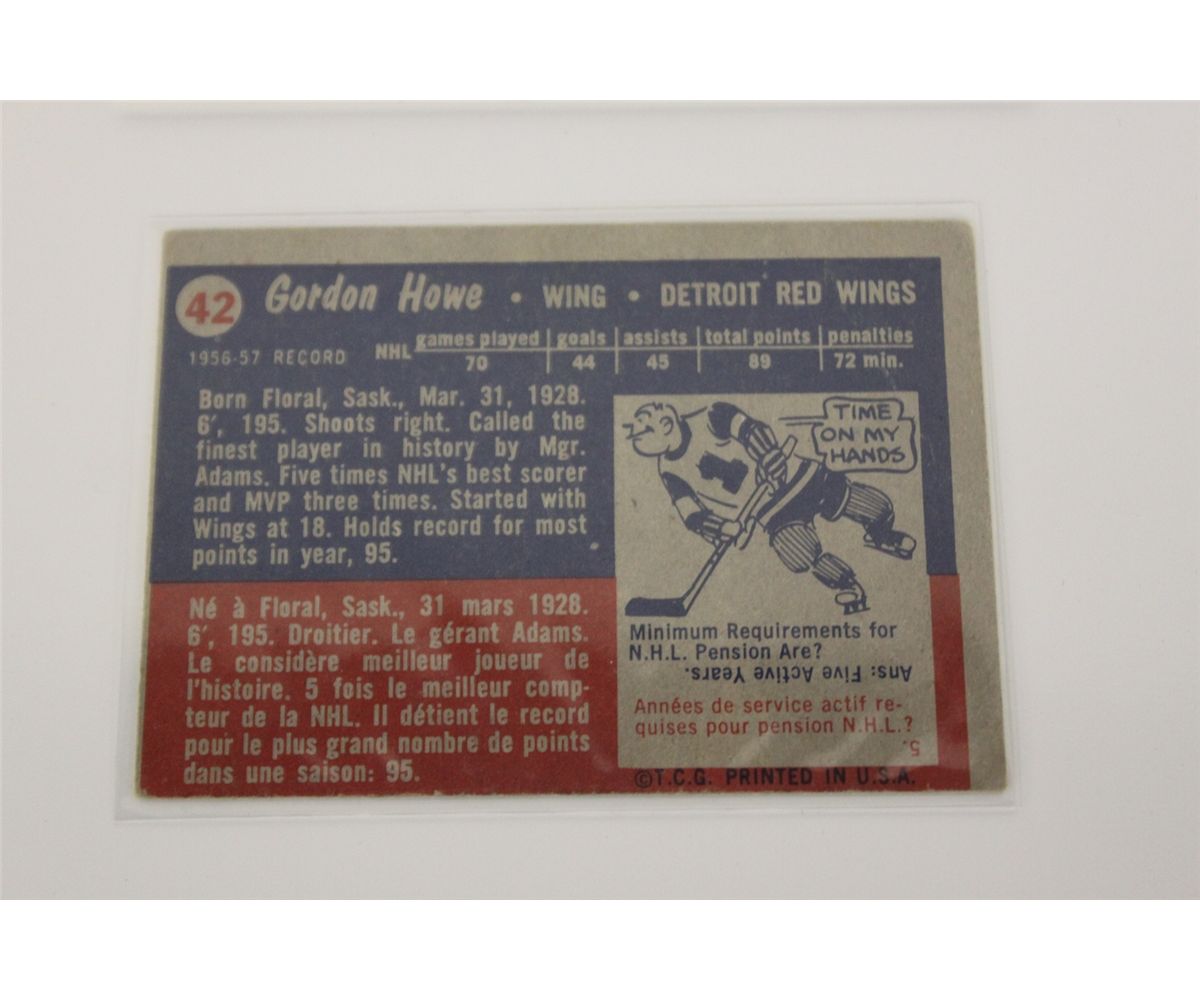 42 Gordon Howe • WING • DETROIT RED WINGS
1956-57 RECORD NHL games played goals assists total points penalties
70 44 45 89 72 min.
Born Floral, Sask., Mar. 31, 1928.
6', 195. Shoots right. Called the
finest player in history by Mgr.
Adams. Five times NHL's best scorer
and MVP three times. Started with
Wings at 18. Holds record for most
points in year, 95.
Né à Floral, Sask., 31 mars 1928.
6', 195. Droitier. Le gérant Adams.
Le considère meilleur joueur de
l'histoire. 5 fois le meilleur comp-
teur de la NHL. Il détient le record
pour le plus grand nombre de points
dans une saison: 95.
TIME
ON MY
HANDS
Minimum Requirements for
N.H.L. Pension Are?
Ans: Five Active Years.
Années de service actif re-
quises pour pension N.H.L.?
5.
©T.C.G. PRINTED IN U.S.A.